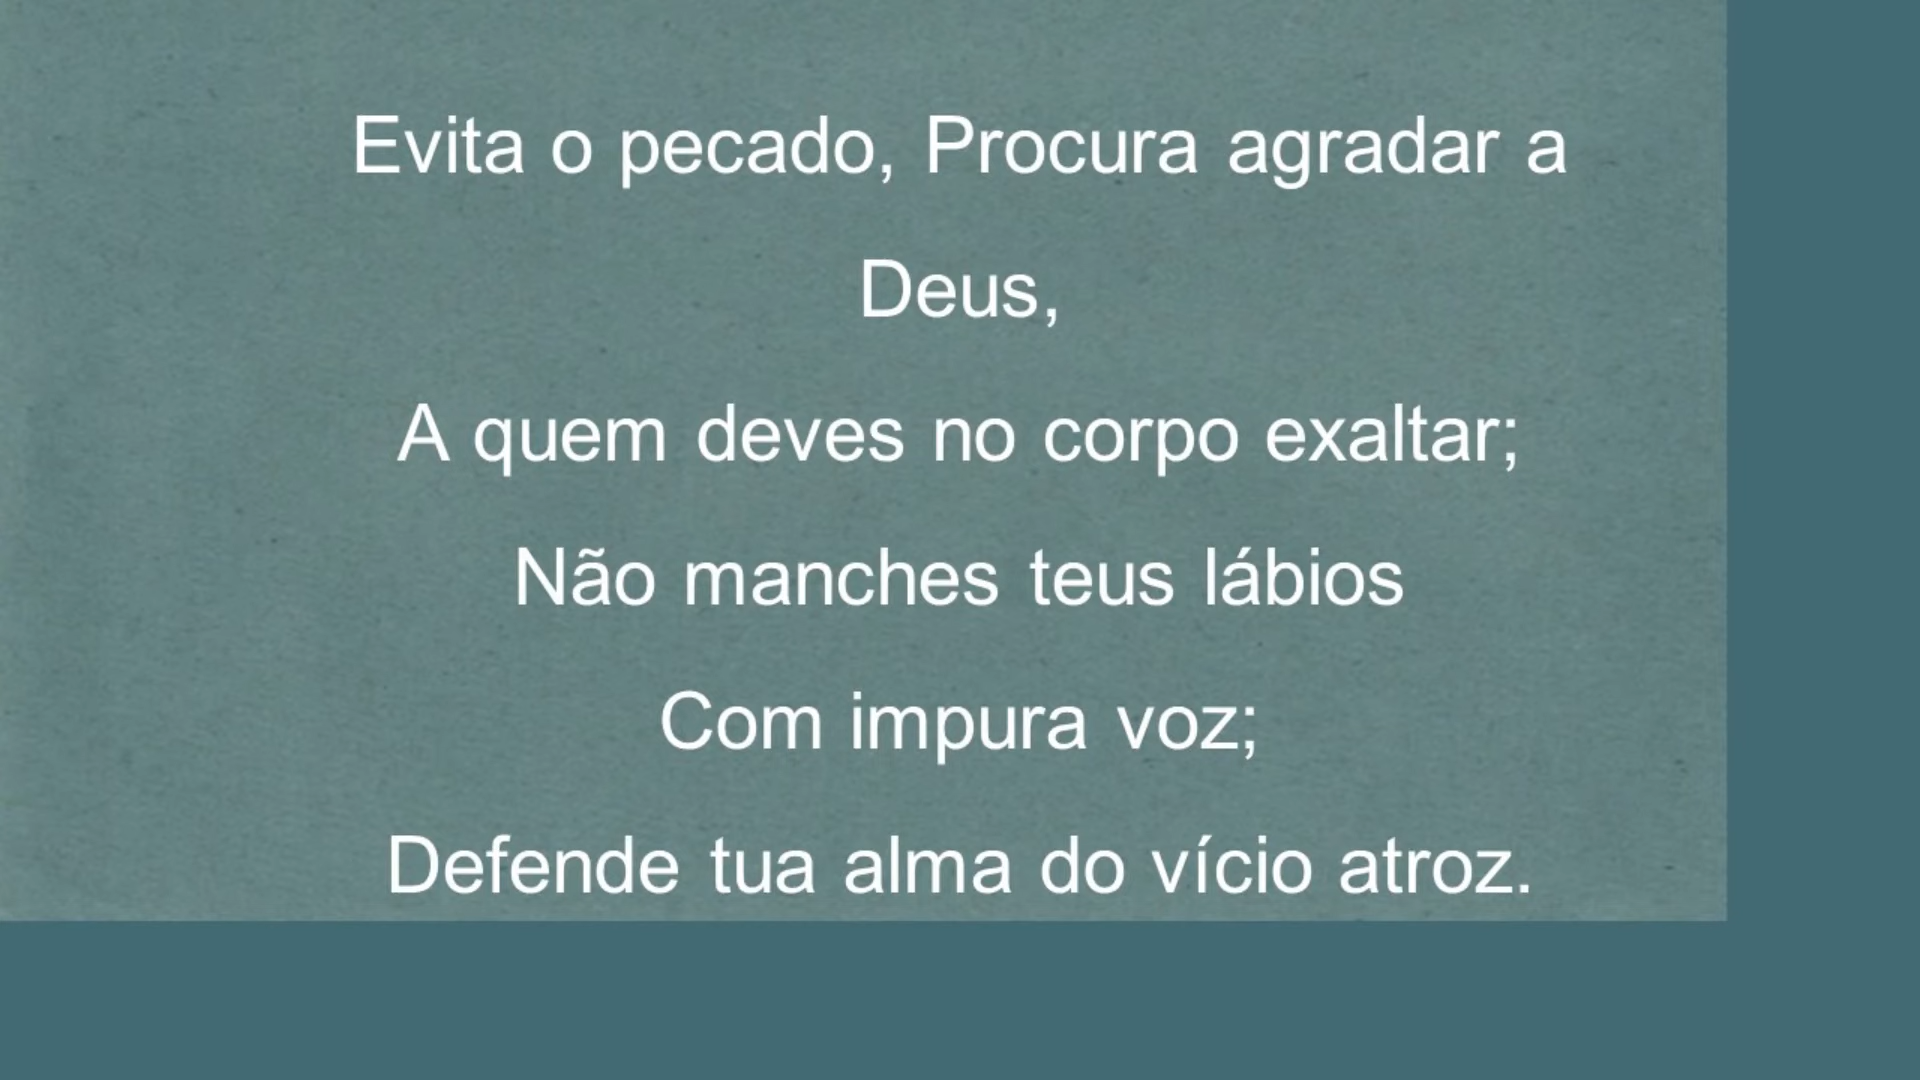 Evita o pecado, Procura agradar a
Deus,
A quem deves no corpo exaltar;
Não manches teus lábios
Com impura voz;
Defende tua alma do vício atroz.